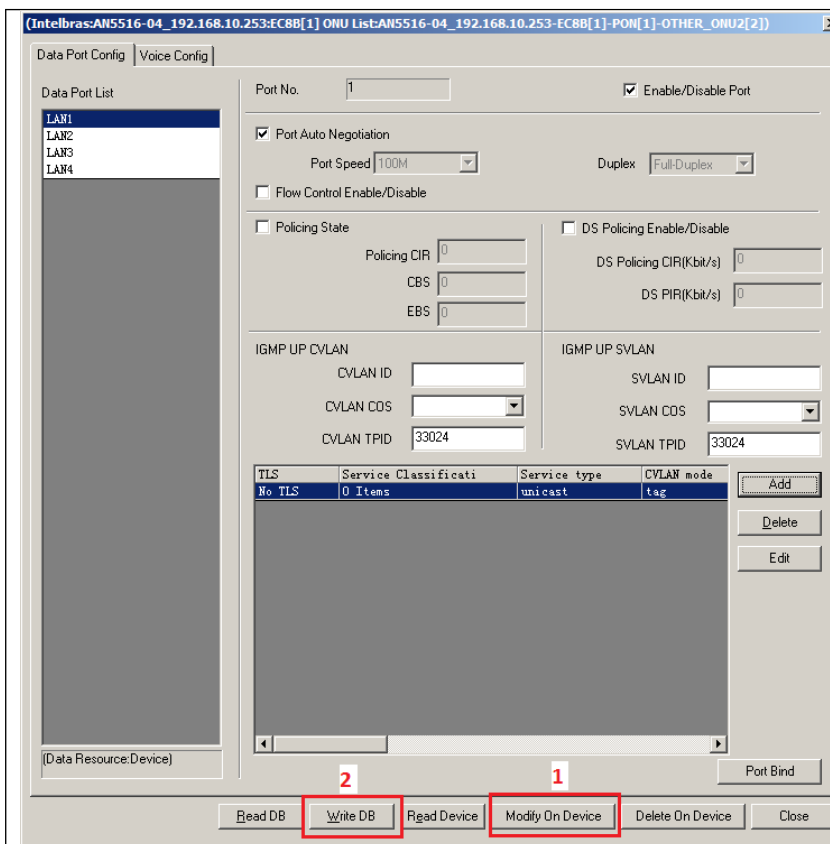 (Intelbras:AN5516-04_192.168.10.253:EC8B[1] ONU List:AN5516-04_192.168.10.253-EC8B[1]-PON[1]-OTHER_ONU2[2])
Data Port Config Voice Config
Data Port List
LAN1
LAN2
LAN3
LAN4
(Data Resource:Device)
Port No. 1 Enable/Disable Port
Port Auto Negotiation
Port Speed 100M Duplex Full-Duplex
Flow Control Enable/Disable
Policing State DS Policing Enable/Disable
Policing CIR 0 DS Policing CIR(Kbit/s) 0
CBS 0 DS PIR(Kbit/s) 0
EBS 0
IGMP UP CVLAN IGMP UP SVLAN
CVLAN ID SVLAN ID
CVLAN COS SVLAN COS
CVLAN TPID 33024 SVLAN TPID 33024
TLS Service Classificati Service type CVLAN mode
No TLS 0 Items unicast tag
Add
Delete
Edit
Port Bind
2 1
Read DB Write DB Read Device Modify On Device Delete On Device Close